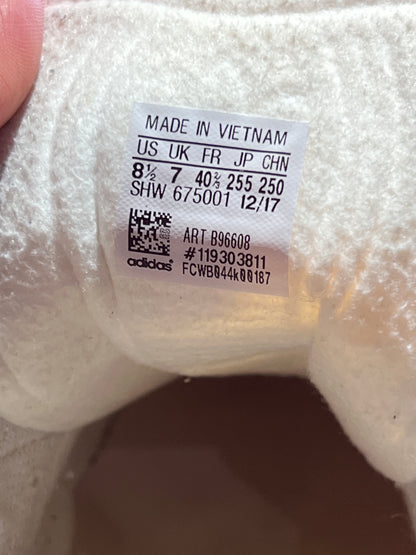 MADE IN VIETNAM
US UK FR JP CHN
8½ 7 40⅔ 255 250
SHW 675001 12/17
ART B96608
#119303811
adidas® FCWB044k00187